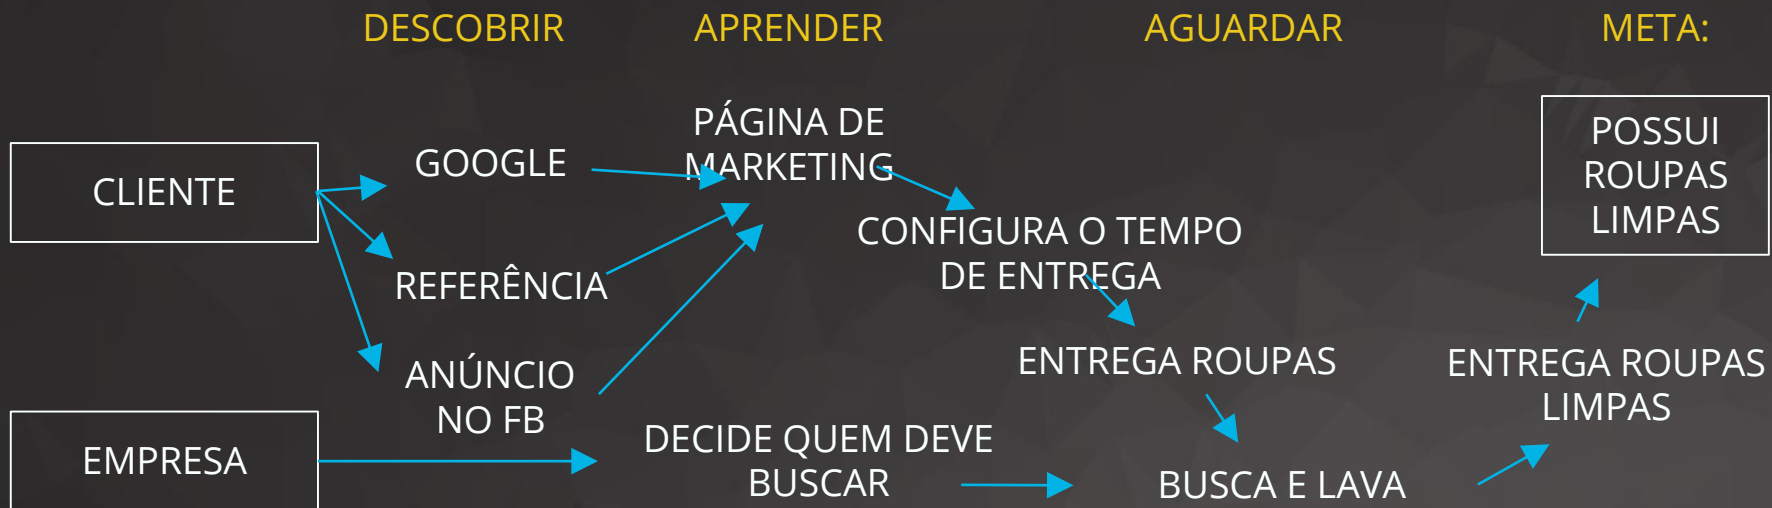 DESCOBRIR
APRENDER
AGUARDAR
META:
CLIENTE
GOOGLE
REFERÊNCIA
ANÚNCIO
NO FB
PÁGINA DE
MARKETING
CONFIGURA O TEMPO
DE ENTREGA
ENTREGA ROUPAS
POSSUI
ROUPAS
LIMPAS
EMPRESA
DECIDE QUEM DEVE
BUSCAR
BUSCA E LAVA
ENTREGA ROUPAS
LIMPAS